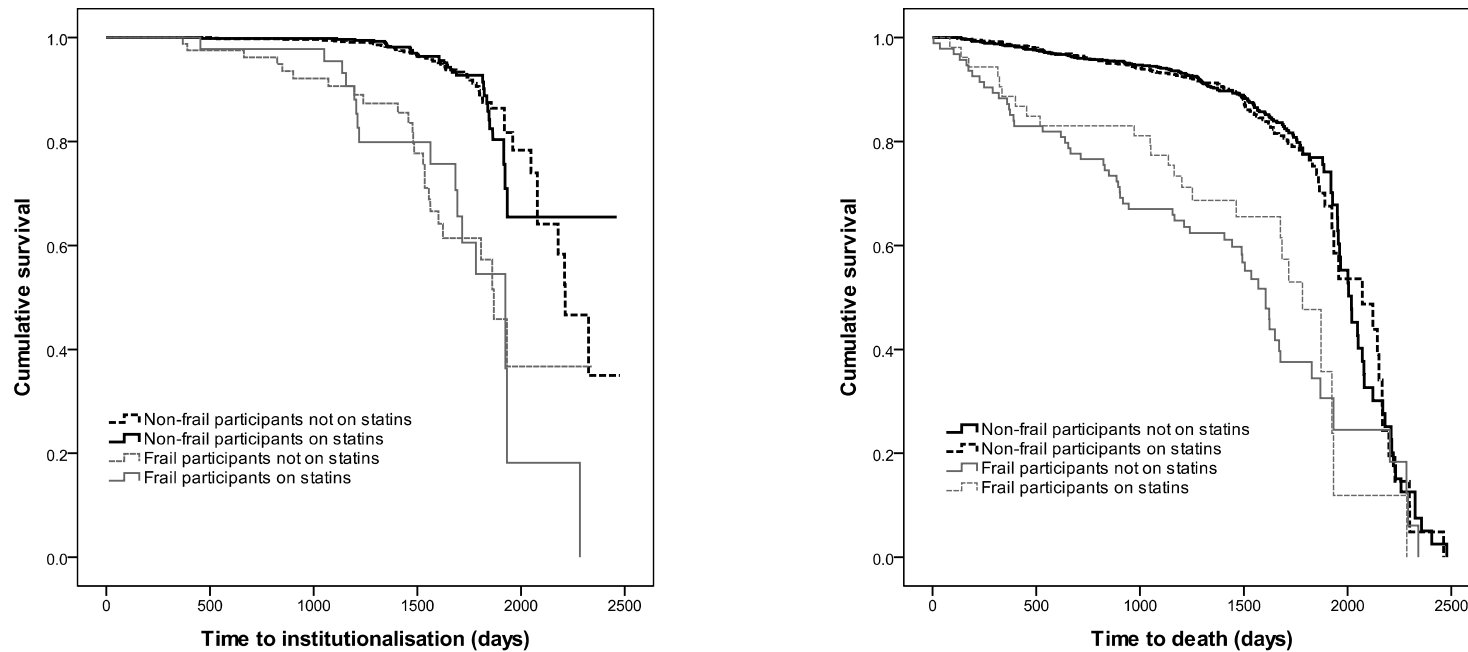 Cumulative survival
1.0
0.8
0.6
0.4
0.2
0.0
Non-frail participants not on statins
Non-frail participants on statins
Frail participants not on statins
Frail participants on statins
0 500 1000 1500 2000 2500
Time to institutionalisation (days)
Cumulative survival
1.0
0.8
0.6
0.4
0.2
0.0
Non-frail participants not on statins
Non-frail participants on statins
Frail participants not on statins
Frail participants on statins
0 500 1000 1500 2000 2500
Time to death (days)